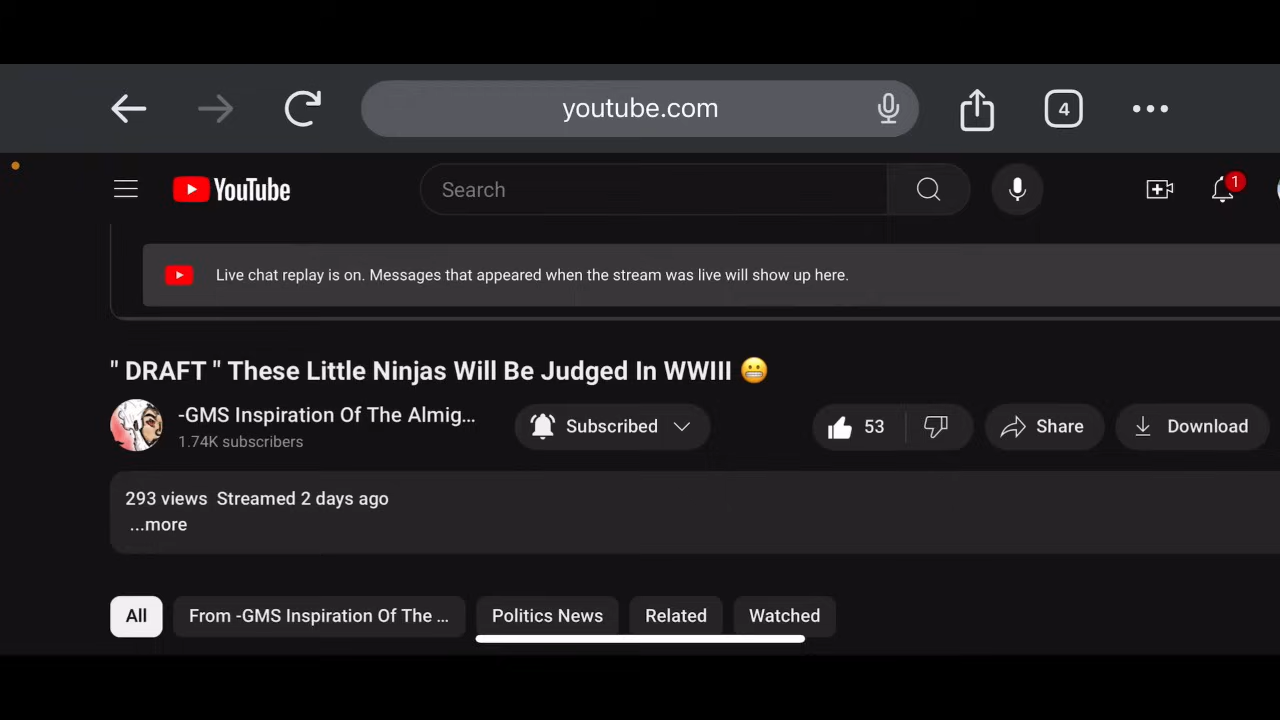 youtube.com
4
YouTube
Search
1
Live chat replay is on. Messages that appeared when the stream was live will show up here.
" DRAFT " These Little Ninjas Will Be Judged In WWIII 😬
-GMS Inspiration Of The Almig...
1.74K subscribers
Subscribed
53
Share
Download
293 views Streamed 2 days ago
...more
All
From -GMS Inspiration Of The ...
Politics News
Related
Watched